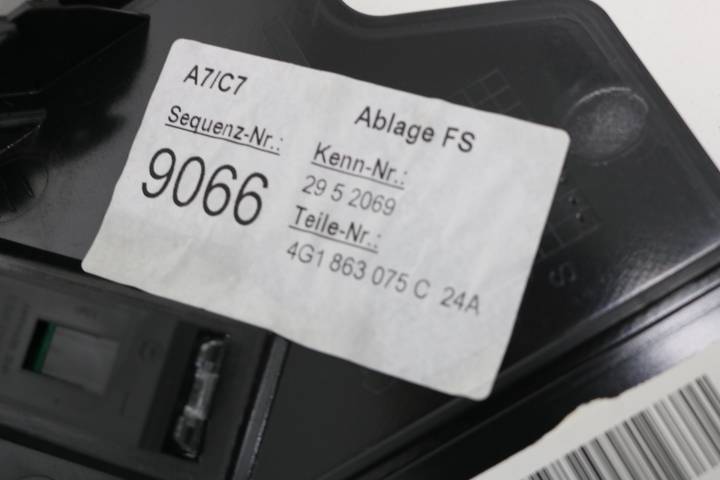 A7/C7
Ablage FS
Sequenz-Nr.:
9066
Kenn-Nr.:
29 5 2069
Teile-Nr.:
4G1 863 075 C 24A
S